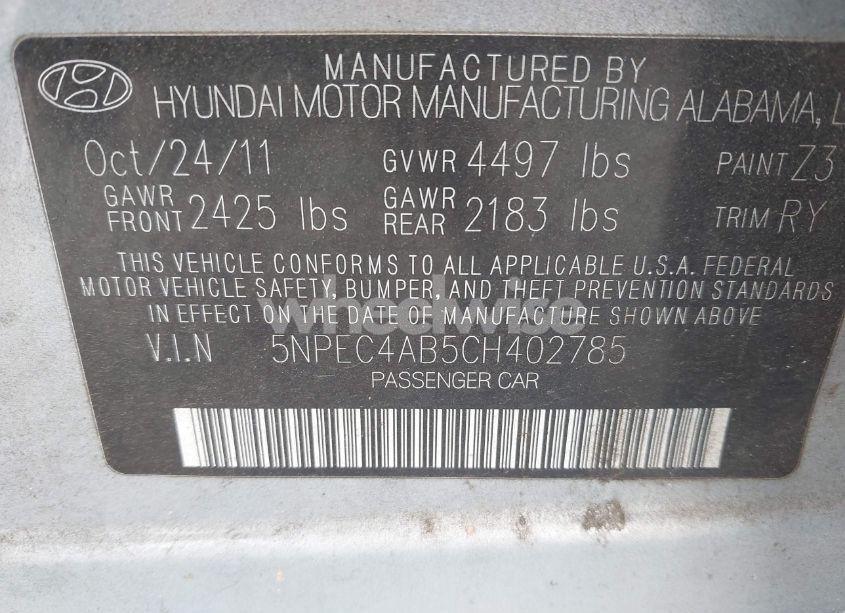 MANUFACTURED BY
HYUNDAI MOTOR MANUFACTURING ALABAMA, L
Oct/24/11 GVWR 4497 lbs PAINT Z3
GAWR FRONT 2425 lbs GAWR REAR 2183 lbs TRIM RY
THIS VEHICLE CONFORMS TO ALL APPLICABLE U.S.A. FEDERAL
MOTOR VEHICLE SAFETY, BUMPER, AND THEFT PREVENTION STANDARDS
IN EFFECT ON THE DATE OF MANUFACTURE SHOWN ABOVE.
wheelwise
V.I.N 5NPEC4AB5CH402785
PASSENGER CAR